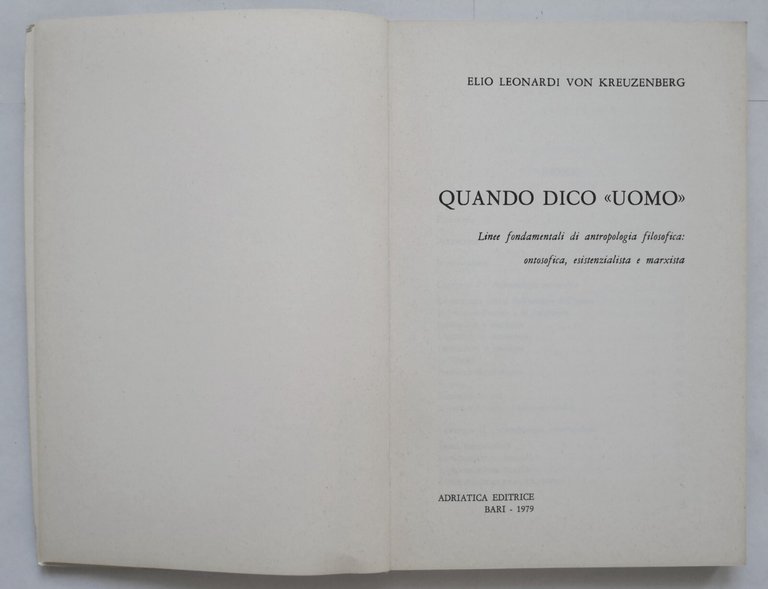 ELIO LEONARDI VON KREUZENBERG
QUANDO DICO «UOMO»
Linee fondamentali di antropologia filosofica:
ontosofica, esistenzialista e marxista
ADRIATICA EDITRICE
BARI - 1979